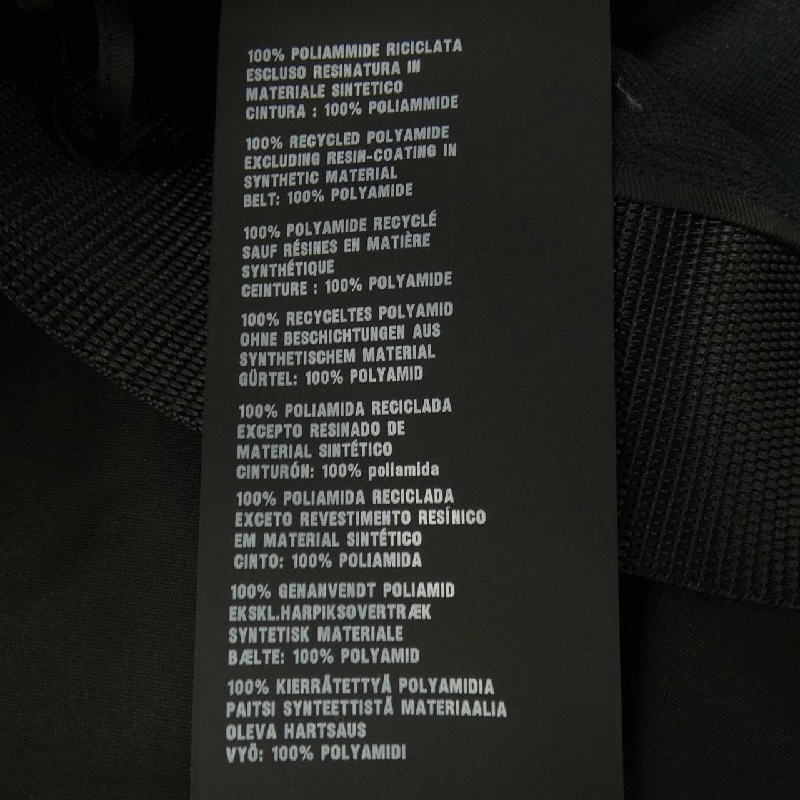 100% POLIAMMIDE RICICLATA
ESCLUSO RESINATURA IN
MATERIALE SINTETICO
CINTURA : 100% POLIAMMIDE
100% RECYCLED POLYAMIDE
EXCLUDING RESIN-COATING IN
SYNTHETIC MATERIAL
BELT: 100% POLYAMIDE
100% POLYAMIDE RECYCLÉ
SAUF RÉSINES EN MATIÈRE
SYNTHÉTIQUE
CEINTURE : 100% POLYAMIDE
100% RECYCELTES POLYAMID
OHNE BESCHICHTUNGEN AUS
SYNTHETISCHEM MATERIAL
GÜRTEL: 100% POLYAMID
100% POLIAMIDA RECICLADA
EXCEPTO RESINADO DE
MATERIAL SINTÉTICO
CINTURÓN: 100% poliamida
100% POLIAMIDA RECICLADA
EXCETO REVESTIMENTO RESÍNICO
EM MATERIAL SINTÉTICO
CINTO: 100% POLIAMIDA
100% GENANVENDT POLIAMID
EKSKL.HARPIKSOVERTRÆK
SYNTETISK MATERIALE
BÆLTE: 100% POLYAMID
100% KIERRÄTETTYÄ POLYAMIDIA
PAITSI SYNTEETTISTÄ MATERIAALIA
OLEVA HARTSAUS
VYÖ: 100% POLYAMIDI